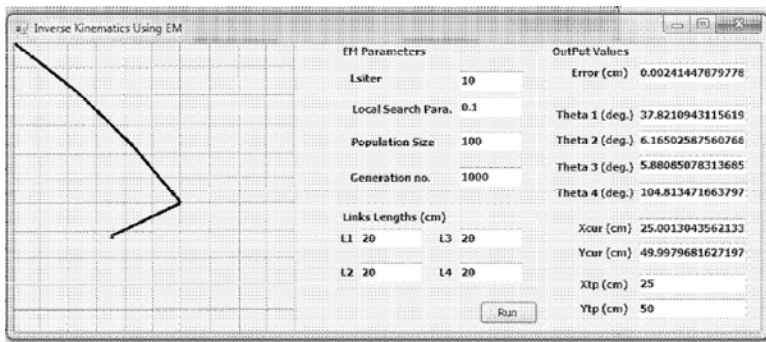 Inverse Kinematics Using EM
EM Parameters
Lsiter 10
Local Search Para. 0.1
Population Size 100
Generation no. 1000
Links Lengths (cm)
L1 20 L3 20
L2 20 L4 20
Run
OutPut Values
Error (cm) 0.00241447879778
Theta 1 (deg.) 37.8210943115619
Theta 2 (deg.) 6.16502587560766
Theta 3 (deg.) 5.88085078313685
Theta 4 (deg.) 104.813471663797
Xcur (cm) 25.0013043562133
Ycur (cm) 49.9979681627197
Xtp (cm) 25
Ytp (cm) 50